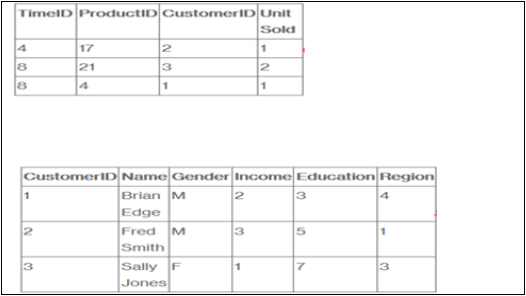 TimeID ProductID CustomerID Unit
Sold
4 17 2 1
8 21 3 2
8 4 1 1
CustomerID Name Gender Income Education Region
1 Brian M 2 3 4
Edge
2 Fred M 3 5 1
Smith
3 Sally F 1 7 3
Jones